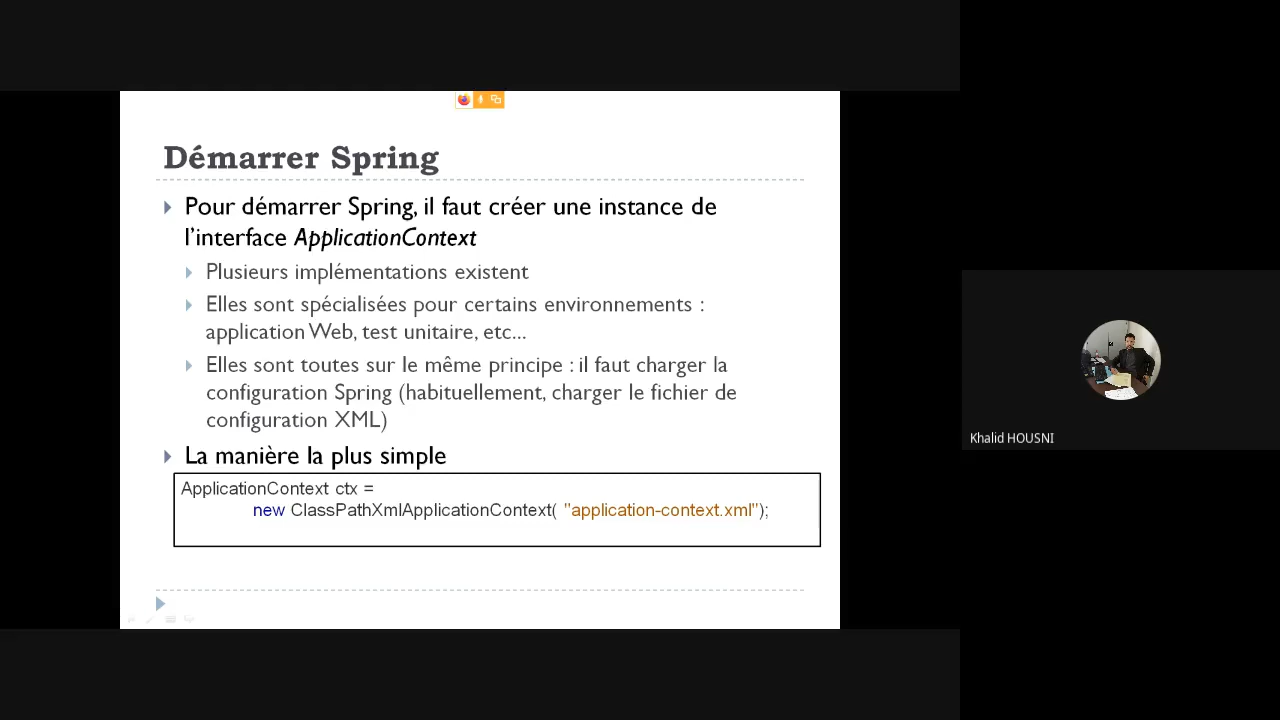 Démarrer Spring
Pour démarrer Spring, il faut créer une instance de
l'interface ApplicationContext
Plusieurs implémentations existent
Elles sont spécialisées pour certains environnements :
application Web, test unitaire, etc...
Elles sont toutes sur le même principe : il faut charger la
configuration Spring (habituellement, charger le fichier de
configuration XML)
La manière la plus simple
ApplicationContext ctx =
new ClassPathXmlApplicationContext( "application-context.xml");
Khalid HOUSNI